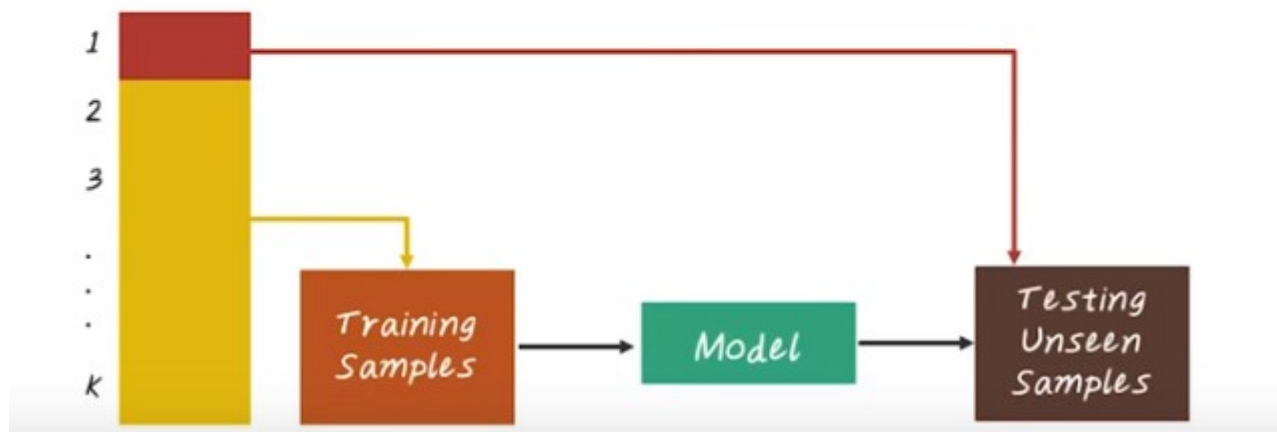 1
2
3
.
.
.
K
Training
Samples
Model
Testing
Unseen
Samples